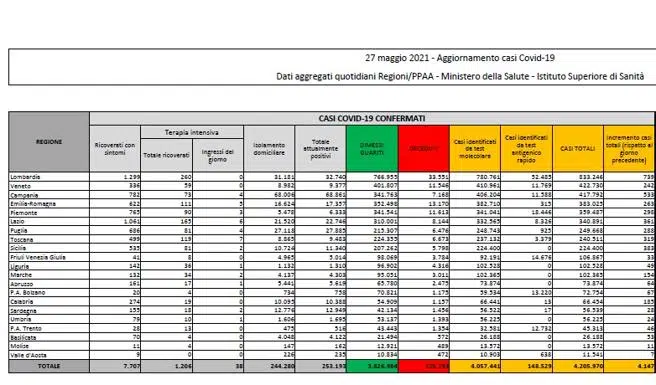 27 maggio 2021 - Aggiornamento casi Covid-19
Dati aggregati quotidiani Regioni/PPAA - Ministero della Salute - Istituto Superiore di Sanità
CASI COVID-19 CONFERMATI
REGIONE Ricoverati con sintomi Terapia intensiva Totale ricoverati Ingressi del giorno Isolamento domiciliare Totale attualmente positivi DIMESSI GUARITI DECEDUTI Casi identificati da test molecolare Casi identificati da test antigenico rapido CASI TOTALI Incremento casi totali (rispetto al giorno precedente)
Lombardia 1.299 260 0 31.181 32.740 766.955 33.551 780.761 52.485 833.246 739
Veneto 336 59 0 8.982 9.377 401.807 11.546 410.961 11.769 422.730 242
Campania 782 73 4 68.006 68.861 341.763 7.168 406.204 11.588 417.792 533
Emilia-Romagna 622 111 5 16.624 17.357 352.498 13.170 382.710 315 383.025 263
Piemonte 765 90 3 5.478 6.333 341.541 11.613 341.041 18.446 359.487 298
Lazio 1.061 165 6 21.520 22.746 310.001 8.144 332.565 8.326 340.891 361
Puglia 686 81 4 27.118 27.885 215.307 6.476 248.743 925 249.668 288
Toscana 499 119 7 8.865 9.483 224.355 6.673 237.132 3.379 240.511 319
Sicilia 535 81 2 10.724 11.340 207.262 5.798 224.400 0 224.400 383
Friuli Venezia Giulia 41 8 0 4.965 5.014 98.069 3.784 92.191 14.676 106.867 33
Liguria 142 36 1 1.132 1.310 96.902 4.316 102.528 0 102.528 49
Marche 132 34 2 4.137 4.303 95.051 102.365 0 102.365 154
Abruzzo 161 17 1 5.441 5.619 65.780 2.475 73.874 0 73.874 64
P.A. Bolzano 20 4 0 734 758 70.821 1.175 59.534 13.220 72.754 67
Calabria 274 19 10.095 10.388 54.909 1.157 66.441 13 66.454 185
Sardegna 155 18 2 12.776 12.949 42.134 1.456 56.522 17 56.539 28
Umbria 79 10 1 1.606 1.695 53.137 1.393 56.225 0 56.225 24
P.A. Trento 28 13 0 475 516 43.443 1.354 32.581 12.732 45.313 46
Basilicata 70 4 0 4.048 4.122 21.494 572 26.188 0 26.188 53
Molise 14 2 0 147 162 12.921 489 13.572 0 13.572 11
Valle d'Aosta 9 0 0 226 235 10.834 472 10.903 638 11.541 7
TOTALE 7.707 1.206 38 244.280 253.193 4.057.441 148.529 4.205.970 4.147